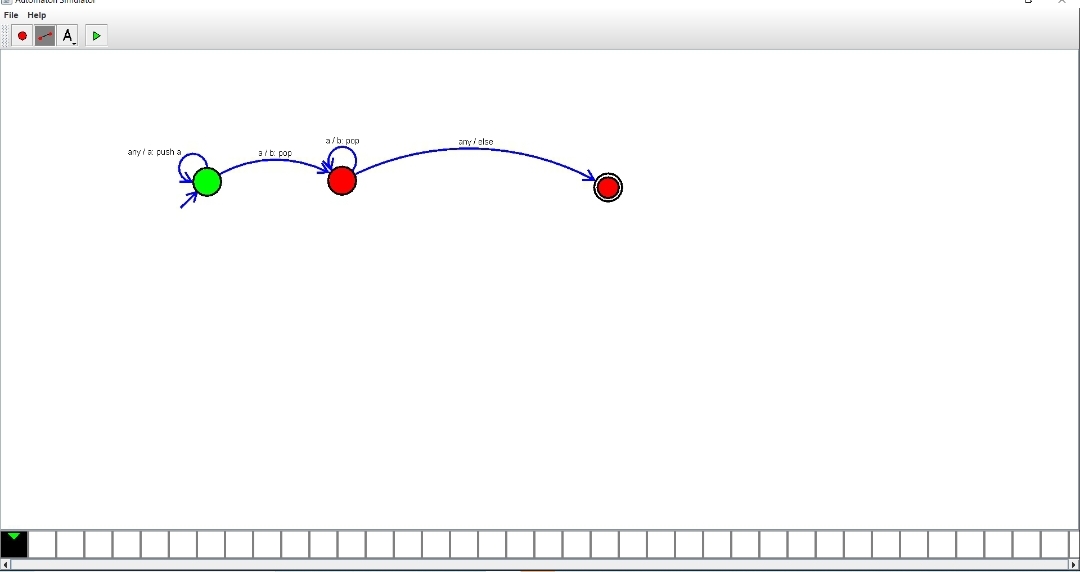 Automaton Simulator
File Help
A
any / a: push a
a / b: pop
a / b: pop
any / else